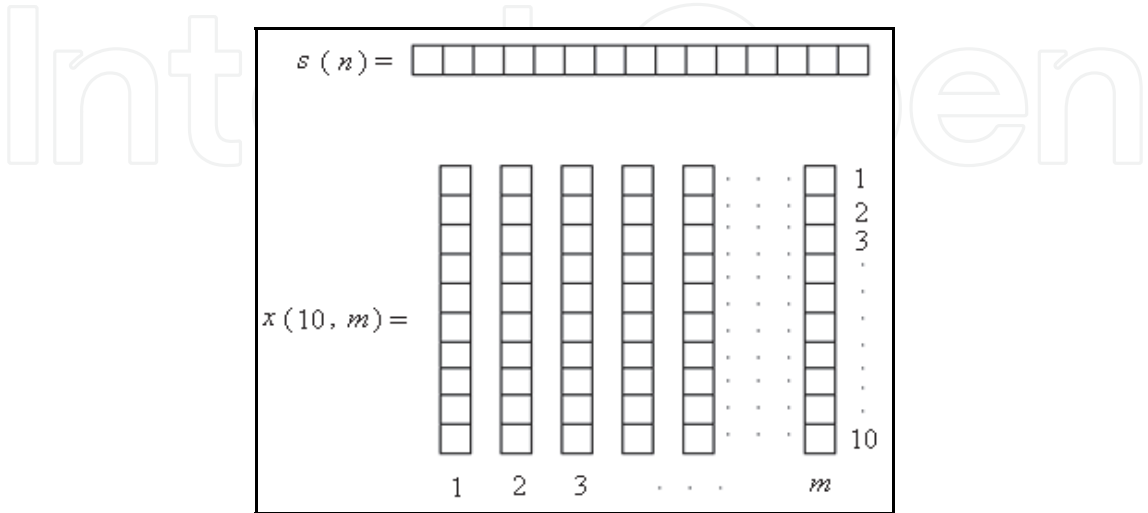 s ( n ) =
1
2
3
x ( 10, m ) =
10
1 2 3 . . . m